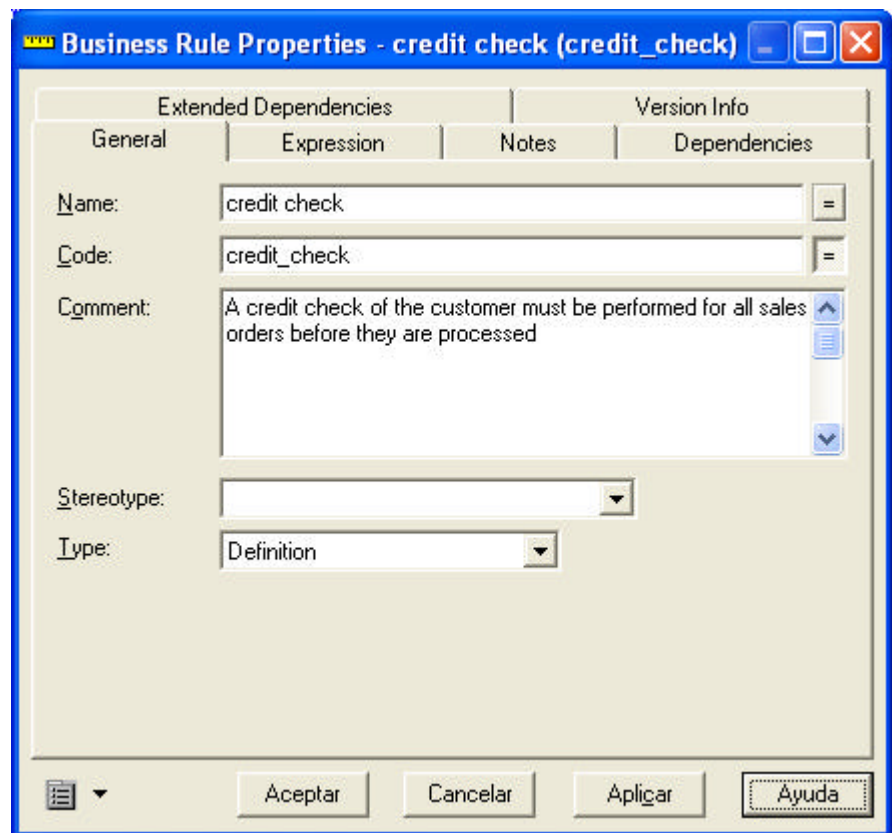 Business Rule Properties - credit check (credit_check)
Extended Dependencies Version Info
General Expression Notes Dependencies
Name: credit check =
Code: credit_check =
Comment: A credit check of the customer must be performed for all sales
orders before they are processed
Stereotype:
Type: Definition
Aceptar Cancelar Aplicar Ayuda